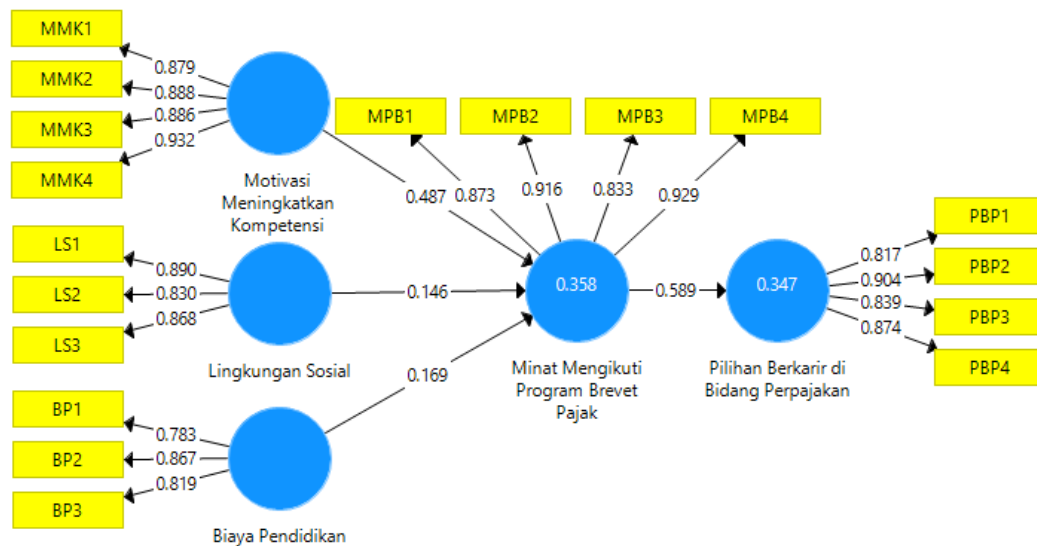 MMK1
MMK2
MMK3
MMK4
0.879
0.888
0.886
0.932
Motivasi
Meningkatkan
Kompetensi
MPB1
MPB2
MPB3
MPB4
0.487
0.873
0.916
0.833
0.929
LS1
LS2
LS3
0.890
0.830
0.868
Lingkungan Sosial
0.146
0.358
Minat Mengikuti
Program Brevet
Pajak
0.589
0.347
Pilihan Berkarir di
Bidang Perpajakan
0.817
0.904
0.839
0.874
PBP1
PBP2
PBP3
PBP4
0.169
BP1
BP2
BP3
0.783
0.867
0.819
Biaya Pendidikan